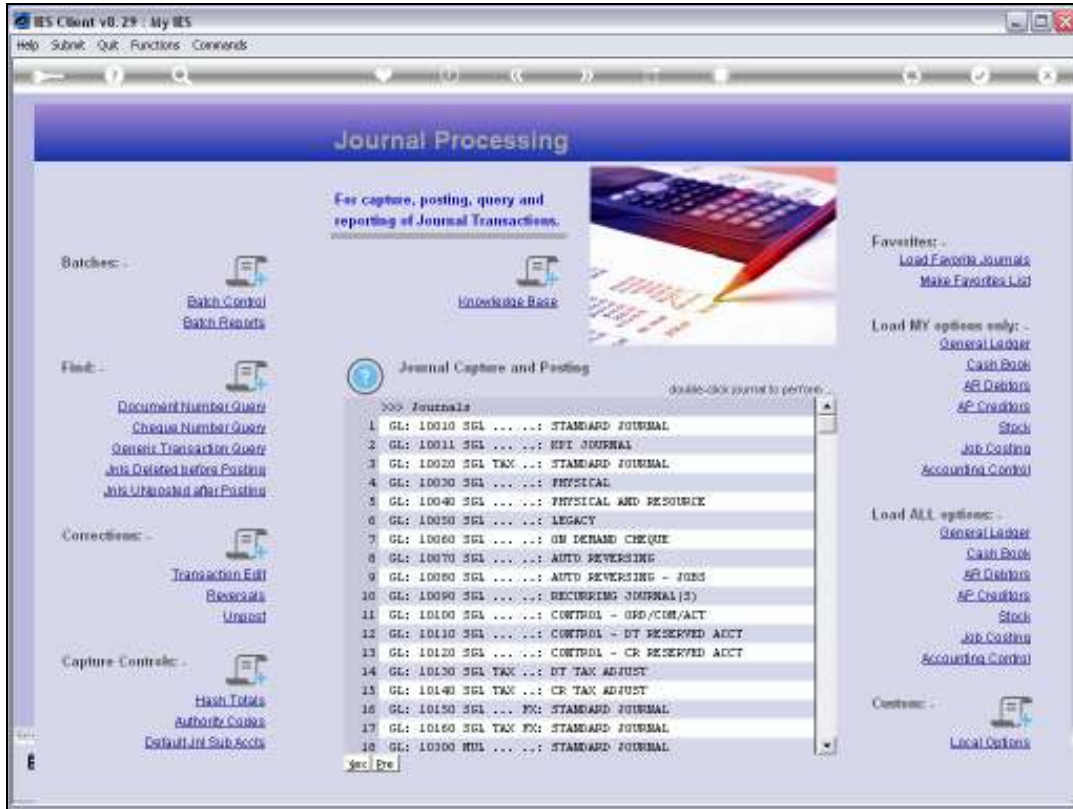 IES Client v8.29 : My IES
Help Submit Quit Functions Commands
Journal Processing
For capture, posting, query and
reporting of Journal Transactions.
Knowledge Base
Batches: -
Batch Control
Batch Reports
Find: -
Document Number Query
Cheque Number Query
Generic Transaction Query
Jnls Deleted before Posting
Jnls UNposted after Posting
Corrections: -
Transaction Edit
Reversals
Unpost
Capture Controls: -
Hash Totals
Authority Codes
Default Jnl Sub Accts
Journal Capture and Posting
double-click journal to perform
>>> Journals
1 GL: 10010 SGL ... ..: STANDARD JOURNAL
2 GL: 10011 SGL ... ..: KPI JOURNAL
3 GL: 10020 SGL TAX ..: STANDARD JOURNAL
4 GL: 10030 SGL ... ..: PHYSICAL
5 GL: 10040 SGL ... ..: PHYSICAL AND RESOURCE
6 GL: 10050 SGL ... ..: LEGACY
7 GL: 10060 SGL ... ..: ON DEMAND CHEQUE
8 GL: 10070 SGL ... ..: AUTO REVERSING
9 GL: 10080 SGL ... ..: AUTO REVERSING - JOBS
10 GL: 10090 SGL ... ..: RECURRING JOURNAL(S)
11 GL: 10100 SGL ... ..: CONTROL - ORD/COM/ACT
12 GL: 10110 SGL ... ..: CONTROL - DT RESERVED ACCT
13 GL: 10120 SGL ... ..: CONTROL - CR RESERVED ACCT
14 GL: 10130 SGL TAX ..: DT TAX ADJUST
15 GL: 10140 SGL TAX ..: CR TAX ADJUST
16 GL: 10150 SGL ... FX: STANDARD JOURNAL
17 GL: 10160 SGL TAX FX: STANDARD JOURNAL
18 GL: 10300 MUL ... ..: STANDARD JOURNAL
Nex Pre
Favorites: -
Load Favorite Journals
Make Favorites List
Load MY options only: -
General Ledger
Cash Book
AR Debtors
AP Creditors
Stock
Job Costing
Accounting Control
Load ALL options: -
General Ledger
Cash Book
AR Debtors
AP Creditors
Stock
Job Costing
Accounting Control
Custom: -
Local Options